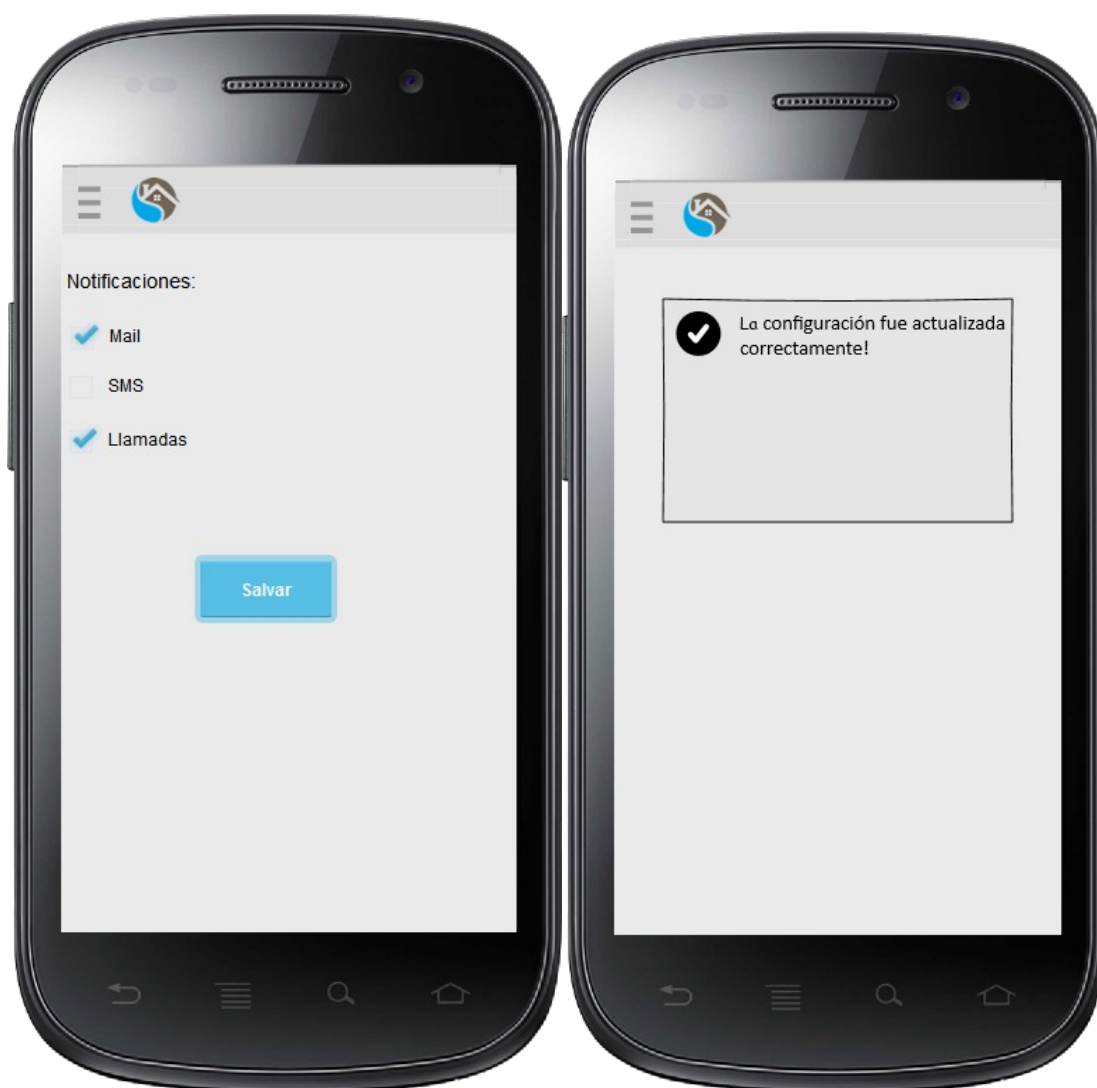 Notificaciones:
Mail
SMS
Llamadas
Salvar
La configuración fue actualizada
correctamente!